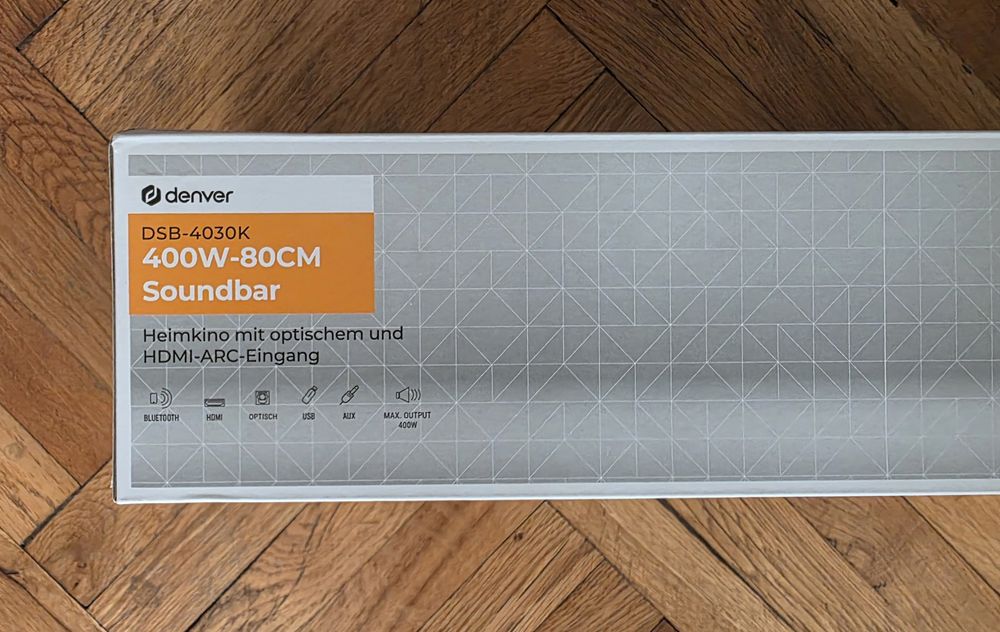 denver
DSB-4030K
400W-80CM
Soundbar
Heimkino mit optischem und
HDMI-ARC-Eingang
BLUETOOTH HDMI OPTISCH USB AUX MAX. OUTPUT
400W